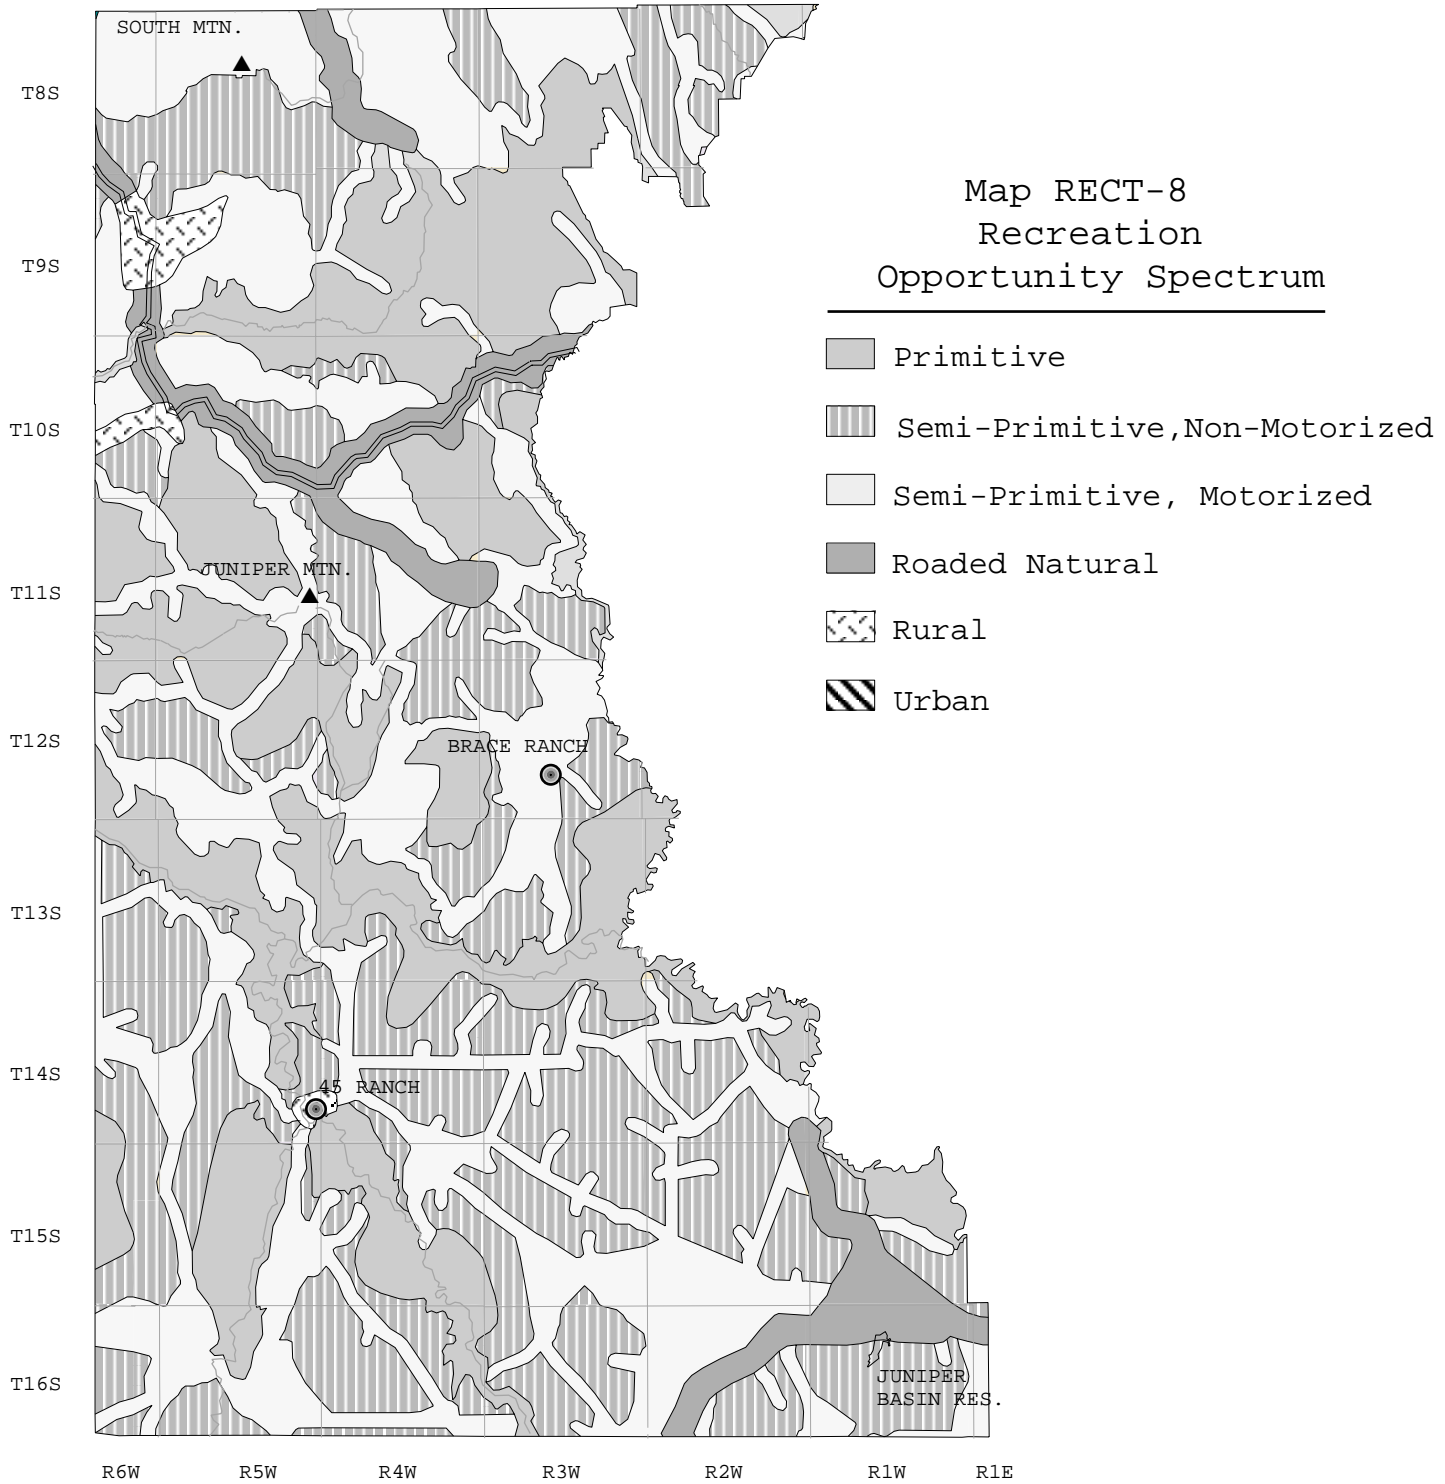 SOUTH MTN.
T8S
Map RECT-8
Recreation
Opportunity Spectrum
T9S
Primitive
T10S
Semi-Primitive,Non-Motorized
Semi-Primitive, Motorized
Roaded Natural
JUNIPER MTN.
T11S
Rural
Urban
T12S
BRACE RANCH
T13S
T14S
45 RANCH
T15S
JUNIPER
BASIN RES.
T16S
R6W R5W R4W R3W R2W R1W R1E